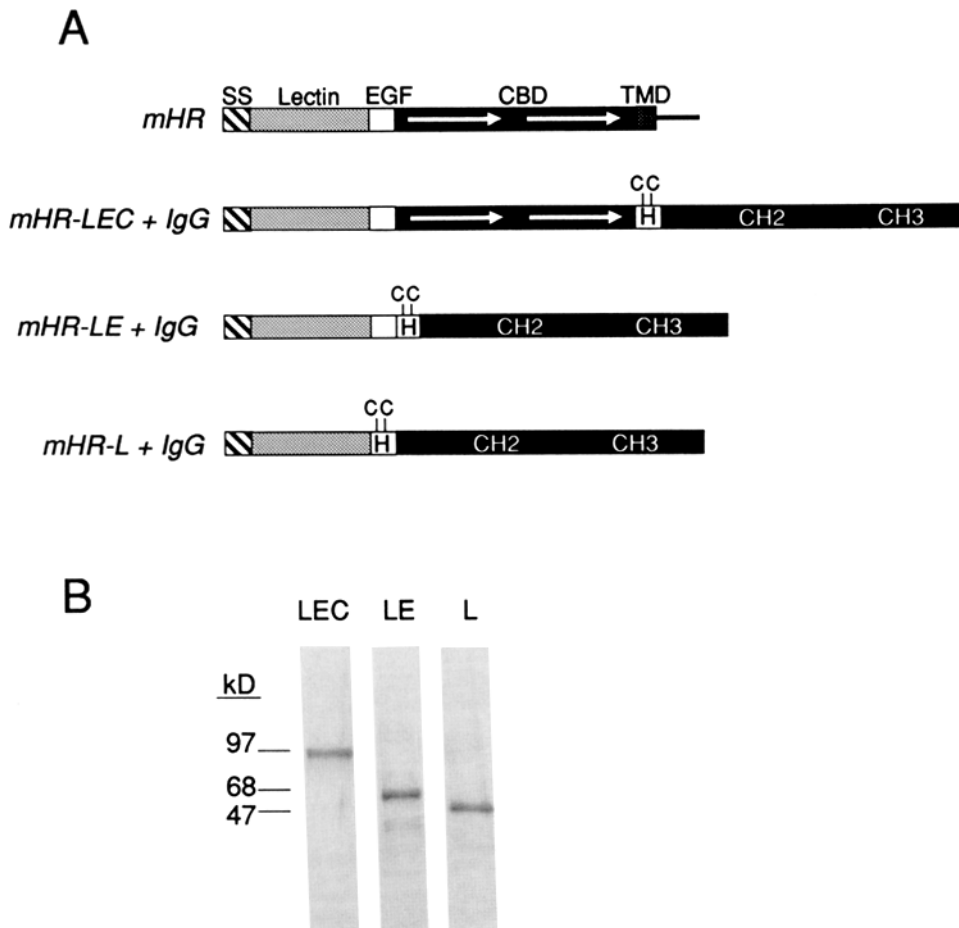 A
SS Lectin EGF CBD TMD
mHR
CC
mHR-LEC + IgG H CH2 CH3
CC
mHR-LE + IgG H CH2 CH3
CC
mHR-L + IgG H CH2 CH3
B
LEC LE L
kD
97
68
47